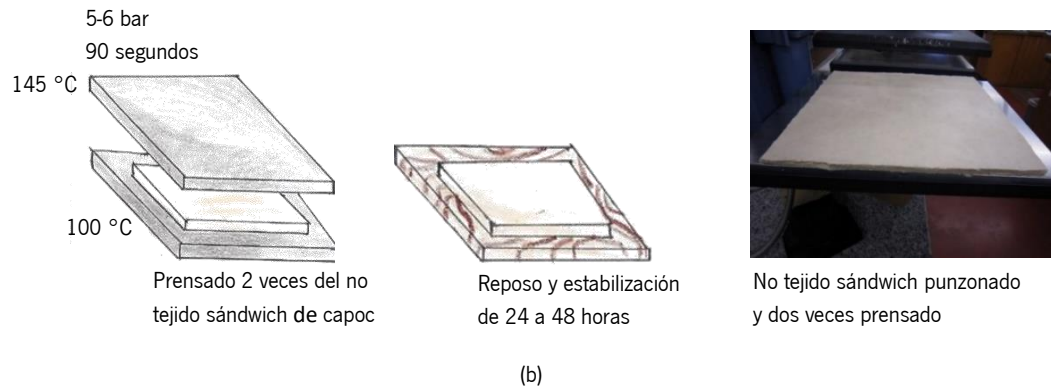 5-6 bar
90 segundos
145 °C
100 °C
Prensado 2 veces del no
tejido sándwich de capoc
Reposo y estabilización
de 24 a 48 horas
No tejido sándwich punzonado
y dos veces prensado
(b)